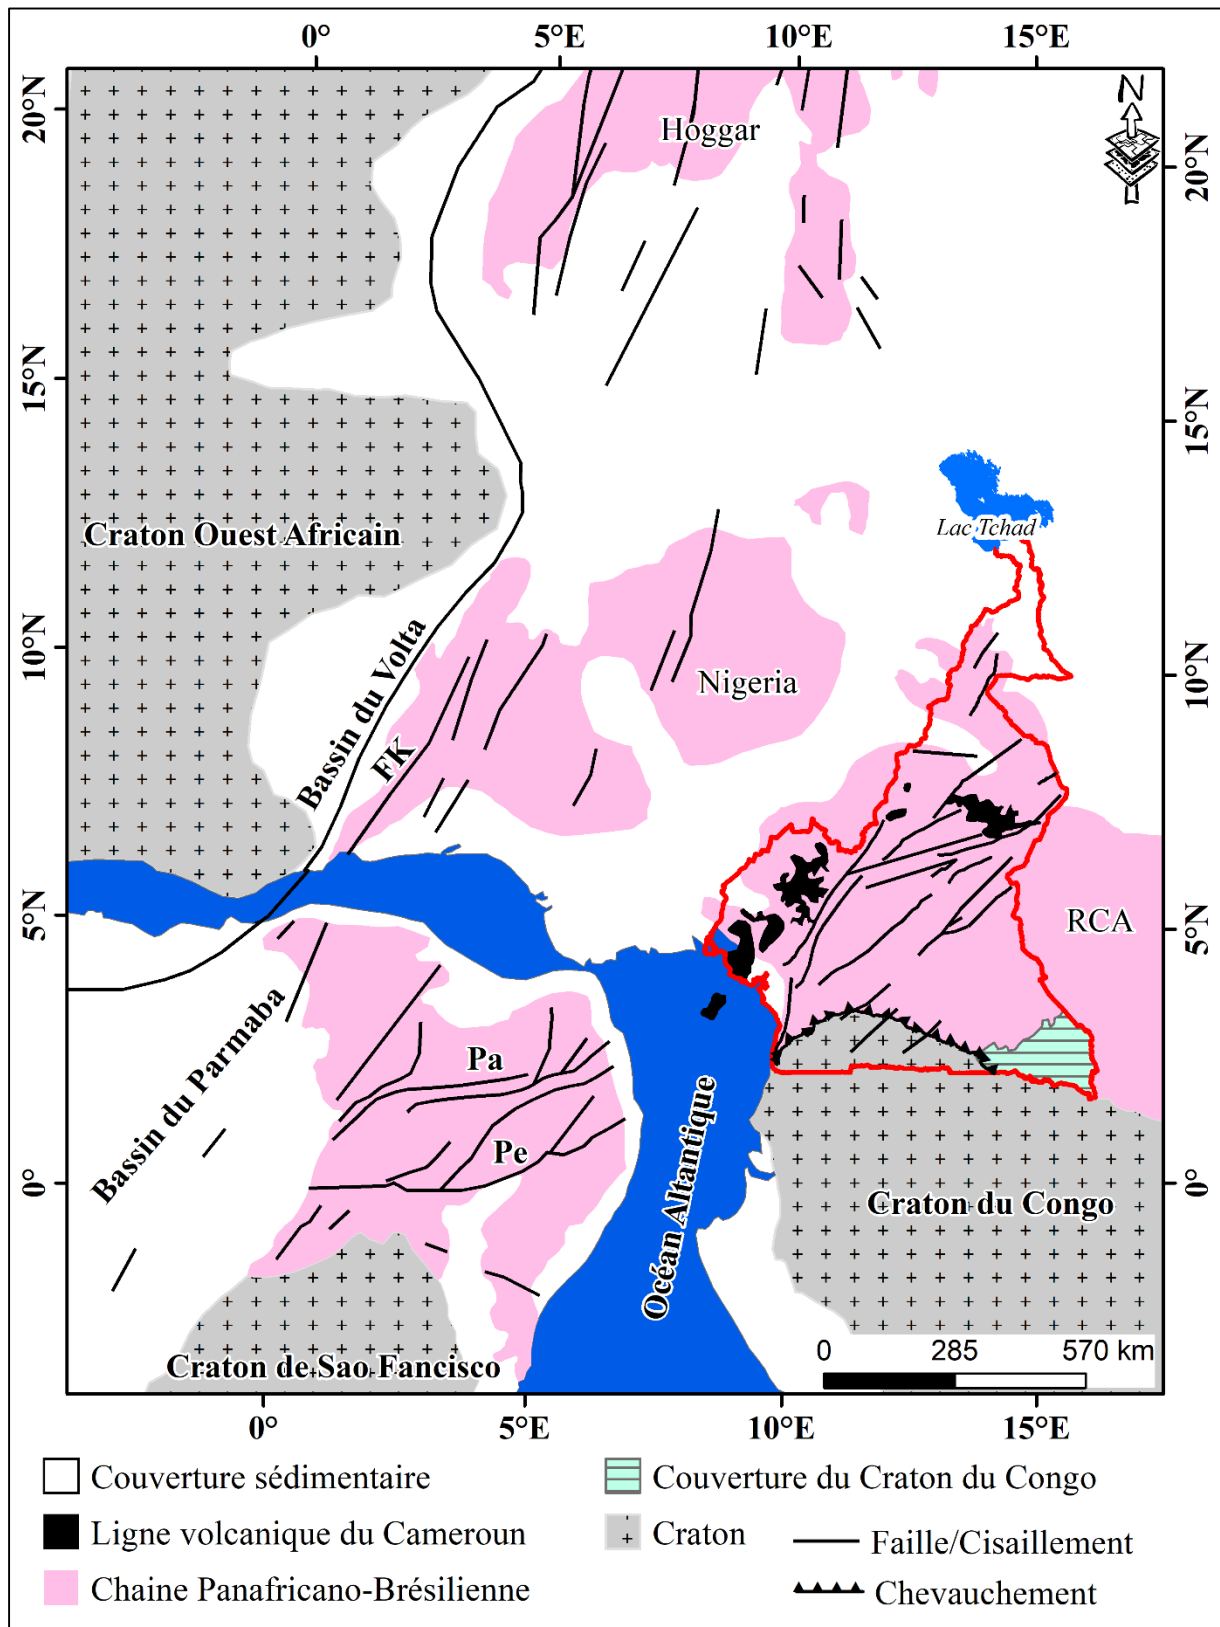 0° 5°E 10°E 15°E
N
20°N
20°N
Hoggar
15°N
15°N
Lac Tchad
Craton Ouest Africain
10°N
10°N
Bassin du Volta
FK
Nigeria
5°N
5°N
RCA
Bassin du Parmaba
Pa
Pe
0°
0°
Océan Altantique
Craton du Congo
Craton de Sao Fancisco
0 285 570 km
0° 5°E 10°E 15°E
Couverture sédimentaire
Couverture du Craton du Congo
Ligne volcanique du Cameroun
Craton
Faille/Cisaillement
Chaine Panafricano-Brésilienne
Chevauchement